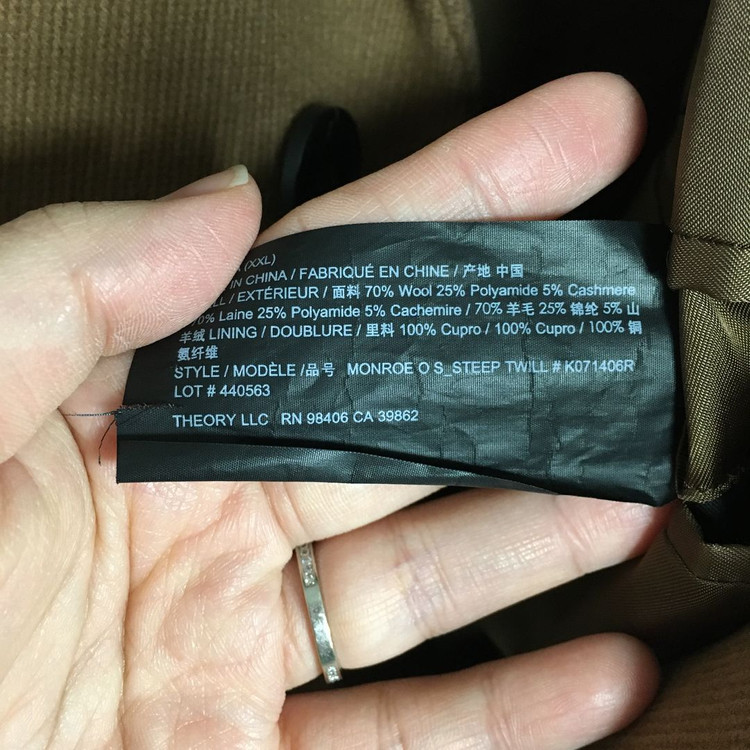 (XXL)
IN CHINA / FABRIQUÉ EN CHINE / 产地 中国
/ EXTÉRIEUR / 面料 70% Wool 25% Polyamide 5% Cashmere
Laine 25% Polyamide 5% Cachemire / 70% 羊毛 25% 锦纶 5% 山
羊绒 LINING / DOUBLURE / 里料 100% Cupro / 100% Cupro / 100% 铜
氨纤维
STYLE / MODÈLE /品号 MONROE O S_STEEP TWILL # K071406R
LOT # 440563
THEORY LLC RN 98406 CA 39862